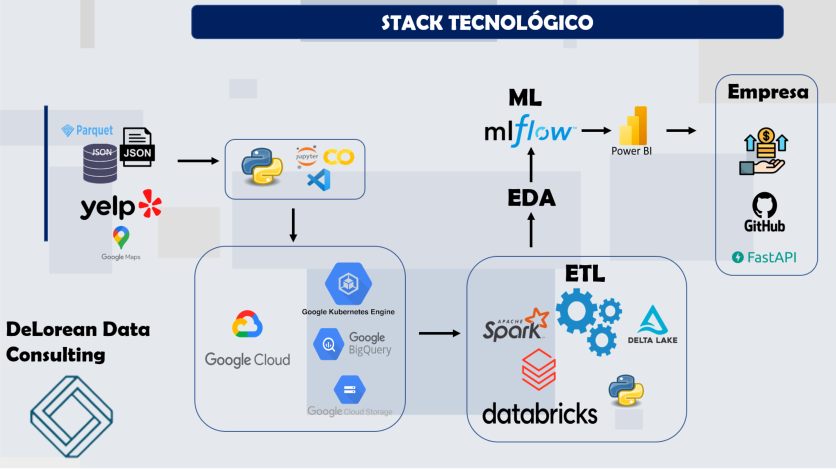 STACK TECNOLÓGICO
Parquet
JSON
JSON
yelp
Google Maps
jupyter
CO
Google Cloud
Google Kubernetes Engine
Google
BigQuery
Google Cloud Storage
ETL
APACHE
Spark
DELTA LAKE
databricks
EDA
ML
mlflow
Power BI
Empresa
GitHub
FastAPI
DeLorean Data
Consulting